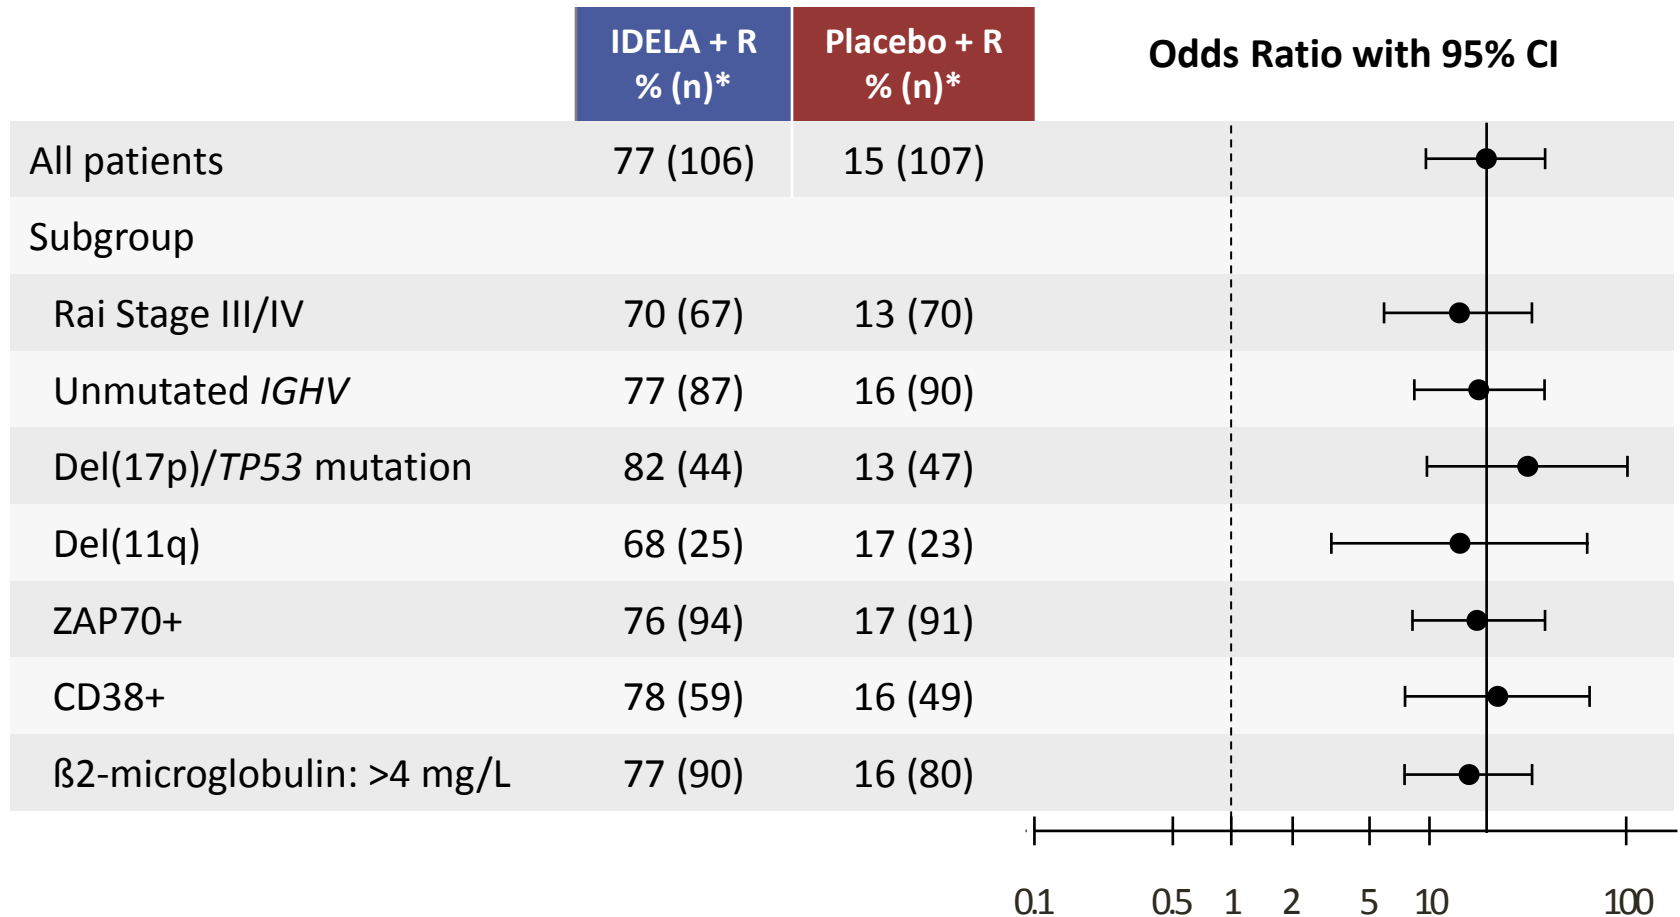 IDELA + R
% (n)*
Placebo + R
% (n)*
Odds Ratio with 95% CI
All patients 77 (106) 15 (107)
Subgroup
Rai Stage III/IV 70 (67) 13 (70)
Unmutated IGHV 77 (87) 16 (90)
Del(17p)/TP53 mutation 82 (44) 13 (47)
Del(11q) 68 (25) 17 (23)
ZAP70+ 76 (94) 17 (91)
CD38+ 78 (59) 16 (49)
ß2-microglobulin: >4 mg/L 77 (90) 16 (80)
0.1 0.5 1 2 5 10 100